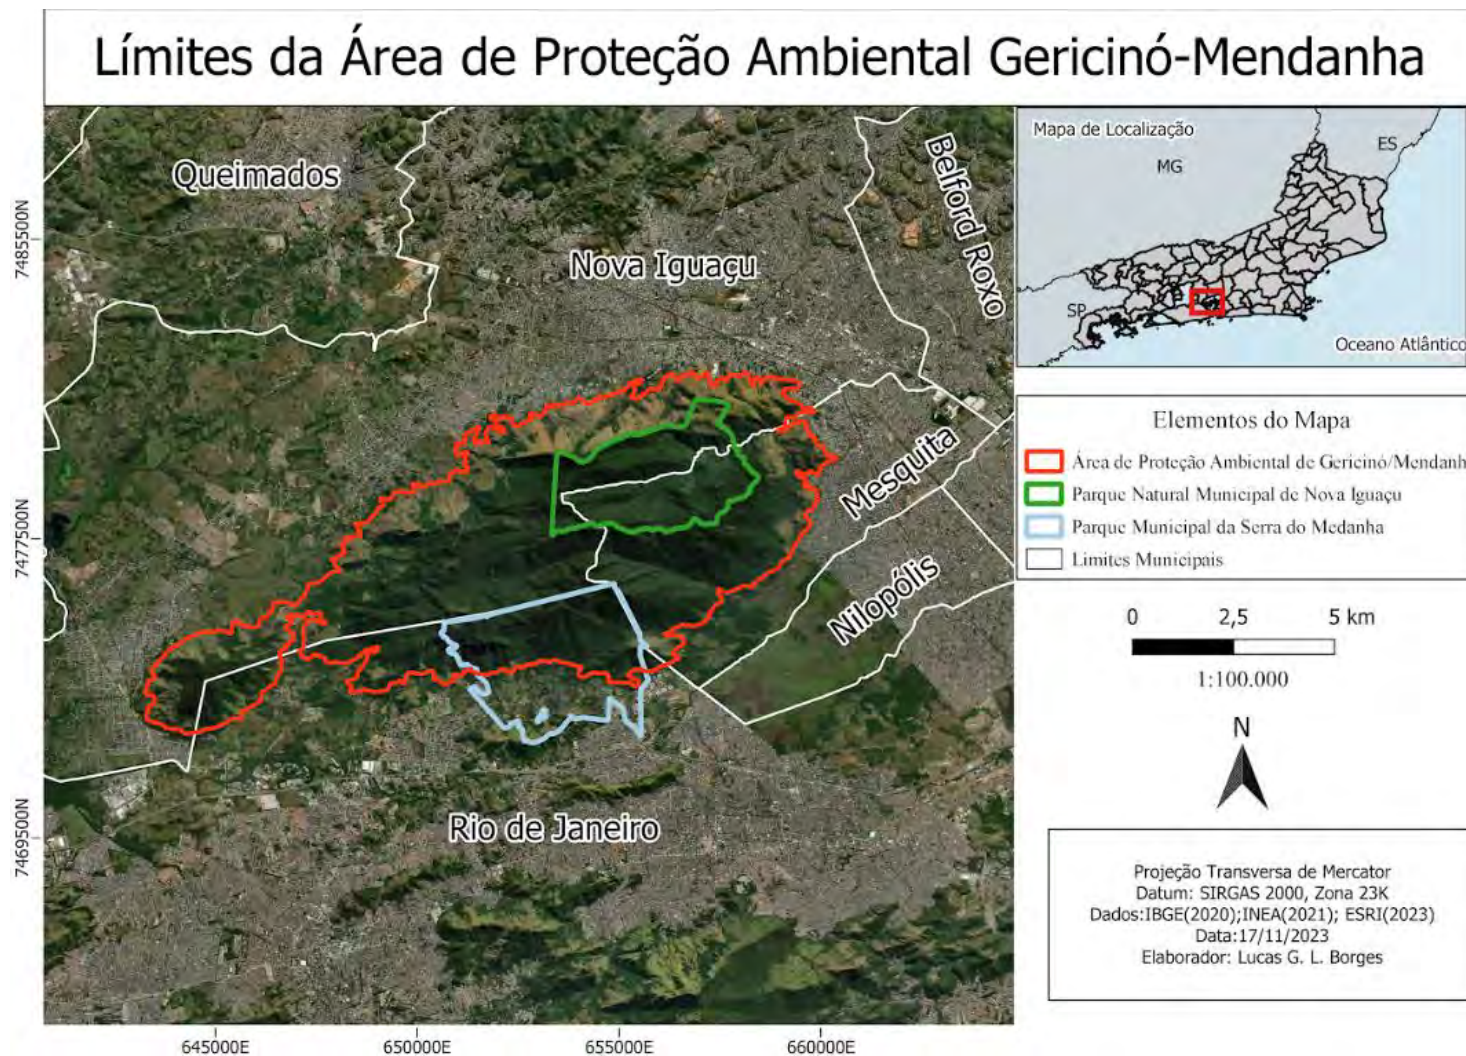 Límites da Área de Proteção Ambiental Gericinó-Mendanha
Queimados
Nova Iguaçu
Belford Roxo
Mesquita
Nilopólis
Rio de Janeiro
7485500N
7477500N
7469500N
645000E
650000E
655000E
660000E
Mapa de Localização
MG
ES
SP
Oceano Atlântico
Elementos do Mapa
Área de Proteção Ambiental de Gericinó/Mendanh
Parque Natural Municipal de Nova Iguaçu
Parque Municipal da Serra do Medanha
Limites Municipais
0 2,5 5 km
1:100.000
N
Projeção Transversa de Mercator
Datum: SIRGAS 2000, Zona 23K
Dados:IBGE(2020);INEA(2021); ESRI(2023)
Data:17/11/2023
Elaborador: Lucas G. L. Borges